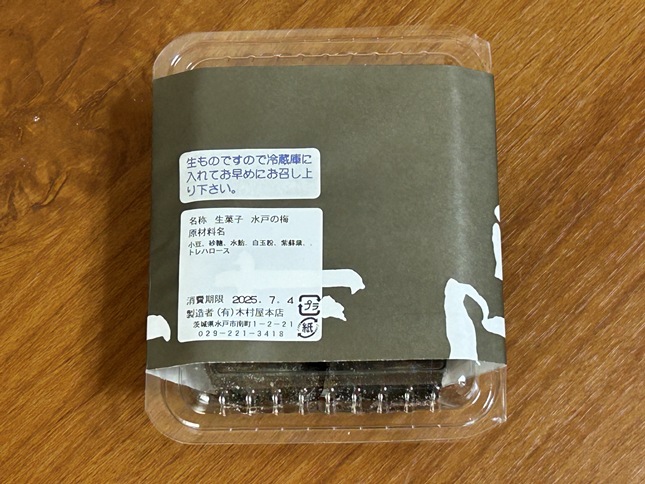 生ものですので冷蔵庫に
入れてお早めにお召し上
り下さい。
名称 生菓子 水戸の梅
原材料名
小豆、砂糖、水飴、白玉粉、紫蘇葉、、
トレハロース
消費期限 2025.7.4
製造者(有)木村屋本店
茨城県水戸市南町1-2-21
029-221-3418
プラ
紙